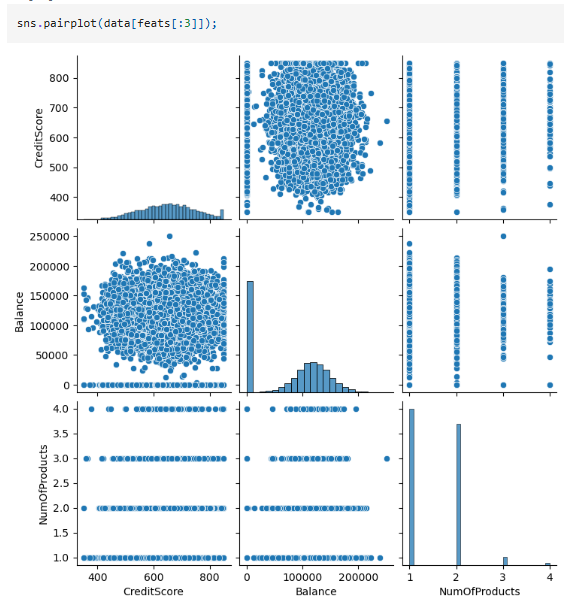 sns.pairplot(data[feats[:3]]);
800
700
600
500
400
CreditScore
250000
200000
150000
100000
50000
0
Balance
4.0
3.5
3.0
2.5
2.0
1.5
1.0
NumOfProducts
400 600 800
CreditScore
0 100000 200000
Balance
1 2 3 4
NumOfProducts